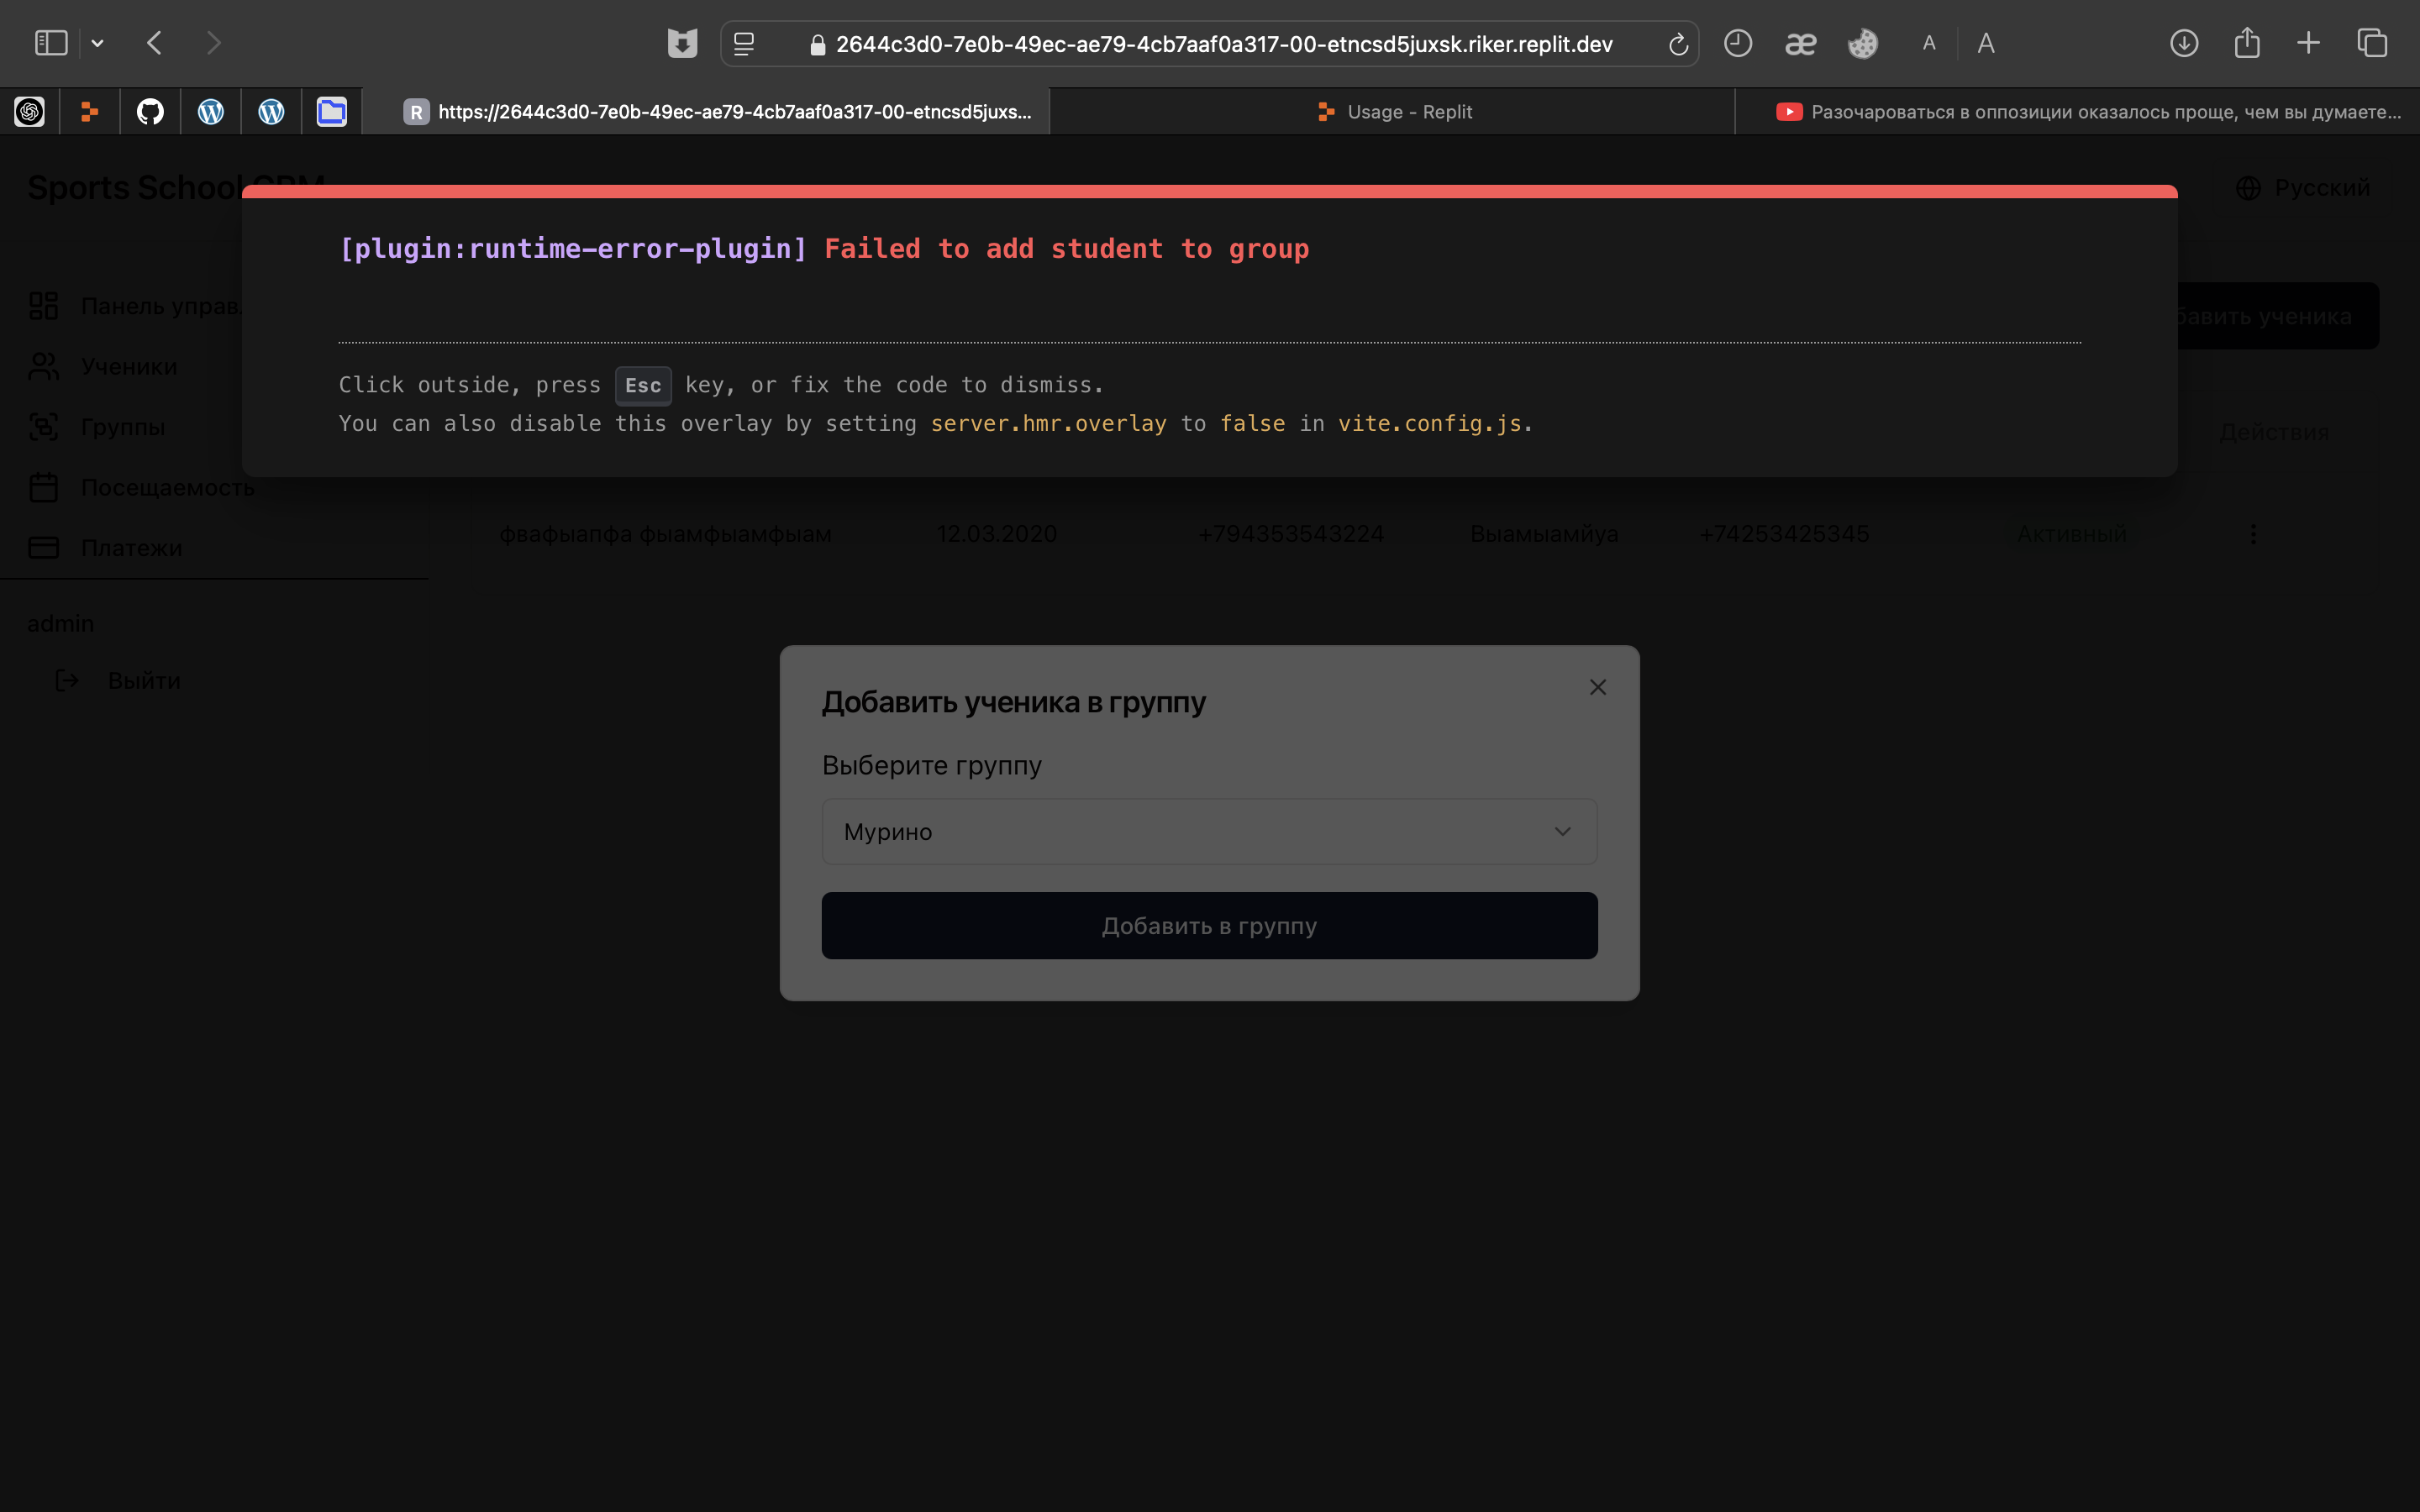 2644c3d0-7e0b-49ec-ae79-4cb7aaf0a317-00-etncsd5juxsk.riker.replit.dev
æ
A
A
R https://2644c3d0-7e0b-49ec-ae79-4cb7aaf0a317-00-etncsd5juxs...
Usage - Replit
Разочароваться в оппозиции оказалось проще, чем вы думаете...
Sports School CRM
Русский
[plugin:runtime-error-plugin] Failed to add student to group
Click outside, press Esc key, or fix the code to dismiss.
You can also disable this overlay by setting server.hmr.overlay to false in vite.config.js.
Панель управ
бавить ученика
Ученики
Группы
Действия
Посещаемость
Платежи
фвафыапфа фыамфыамфыам 12.03.2020 +794353543224 Выамыамйуа +74253425345 Активный
admin
Выйти
Добавить ученика в группу
Выберите группу
Мурино
Добавить в группу